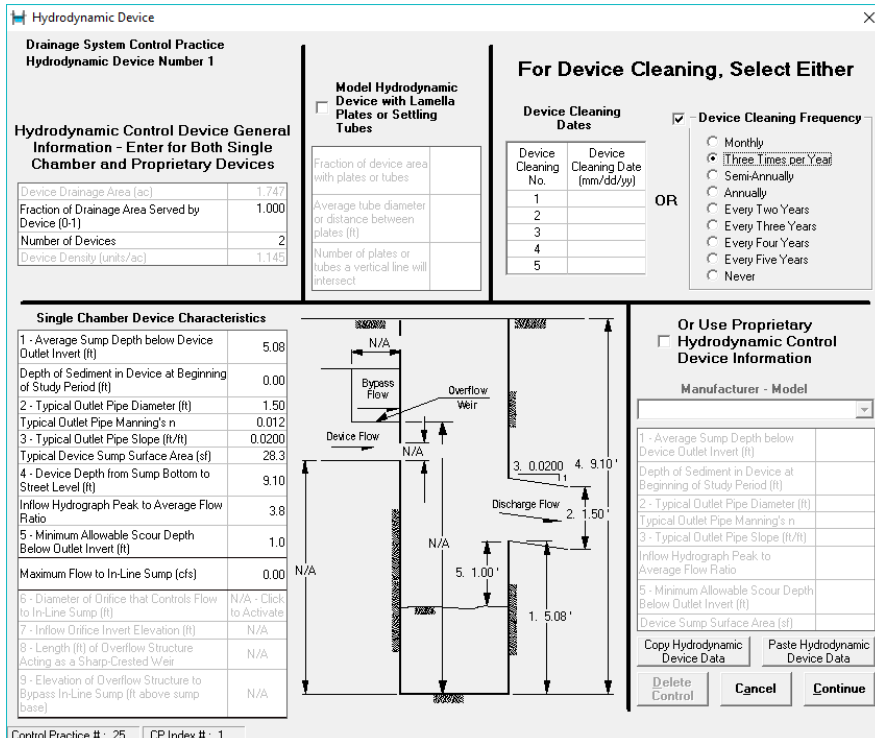 Hydrodynamic Device
Drainage System Control Practice
Hydrodynamic Device Number 1
Hydrodynamic Control Device General
Information - Enter for Both Single
Chamber and Proprietary Devices
Device Drainage Area (ac) 1.747
Fraction of Drainage Area Served by
Device (0-1) 1.000
Number of Devices 2
Device Density (units/ac) 1.145
Model Hydrodynamic
Device with Lamella
Plates or Settling
Tubes
Fraction of device area
with plates or tubes
Average tube diameter
or distance between
plates (ft)
Number of plates or
tubes a vertical line will
intersect
For Device Cleaning, Select Either
Device Cleaning
Dates
Device
Cleaning
No.
Device
Cleaning Date
(mm/dd/yy)
1
2
3
4
5
OR
Device Cleaning Frequency
Monthly
Three Times per Year
Semi-Annually
Annually
Every Two Years
Every Three Years
Every Four Years
Every Five Years
Never
Single Chamber Device Characteristics
1 - Average Sump Depth below Device
Outlet Invert (ft) 5.08
Depth of Sediment in Device at Beginning
of Study Period (ft) 0.00
2 - Typical Outlet Pipe Diameter (ft) 1.50
Typical Outlet Pipe Manning's n 0.012
3 - Typical Outlet Pipe Slope (ft/ft) 0.0200
Typical Device Sump Surface Area (sf) 28.3
4 - Device Depth from Sump Bottom to
Street Level (ft) 9.10
Inflow Hydrograph Peak to Average Flow
Ratio 3.8
5 - Minimum Allowable Scour Depth
Below Outlet Invert (ft) 1.0
Maximum Flow to In-Line Sump (cfs) 0.00
6 - Diameter of Orifice that Controls Flow
to In-Line Sump (ft)
N/A - Click
to Activate
7 - Inflow Orifice Invert Elevation (ft) N/A
8 - Length (ft) of Overflow Structure
Acting as a Sharp-Crested Weir N/A
9 - Elevation of Overflow Structure to
Bypass In-Line Sump (ft above sump
base) N/A
N/A
Bypass
Flow
Overflow
Weir
Device Flow
N/A
3. 0.0200
1
4. 9.10 '
Discharge Flow
2. 1.50 '
N/A
N/A
5. 1.00 '
1. 5.08 '
Or Use Proprietary
Hydrodynamic Control
Device Information
Manufacturer - Model
1 - Average Sump Depth below
Device Outlet Invert (ft)
Depth of Sediment in Device at
Beginning of Study Period (ft)
2 - Typical Outlet Pipe Diameter (ft)
Typical Outlet Pipe Manning's n
3 - Typical Outlet Pipe Slope (ft/ft)
Inflow Hydrograph Peak to
Average Flow Ratio
5 - Minimum Allowable Scour Depth
Below Outlet Invert (ft)
Device Sump Surface Area (sf)
Copy Hydrodynamic
Device Data
Paste Hydrodynamic
Device Data
Delete
Control
Cancel
Continue
Control Practice # : 25
CP Index # : 1